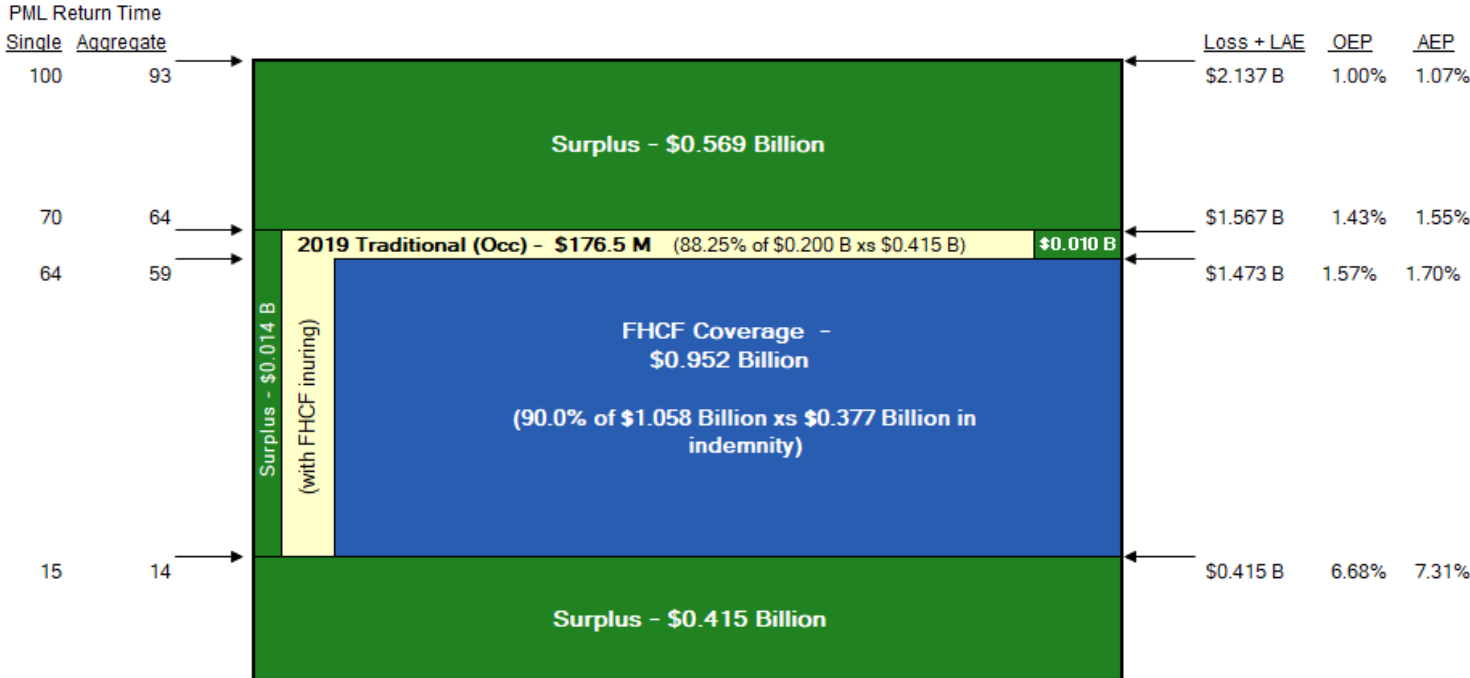 PML Return Time
Single Aggregate
Loss + LAE OEP AEP
100 93
$2.137 B 1.00% 1.07%
Surplus - $0.569 Billion
70 64
$1.567 B 1.43% 1.55%
2019 Traditional (Occ) - $176.5 M (88.25% of $0.200 B xs $0.415 B)
$0.010 B
64 59
$1.473 B 1.57% 1.70%
Surplus - $0.014 B
(with FHCF inuring)
FHCF Coverage -
$0.952 Billion
(90.0% of $1.058 Billion xs $0.377 Billion in
indemnity)
15 14
$0.415 B 6.68% 7.31%
Surplus - $0.415 Billion